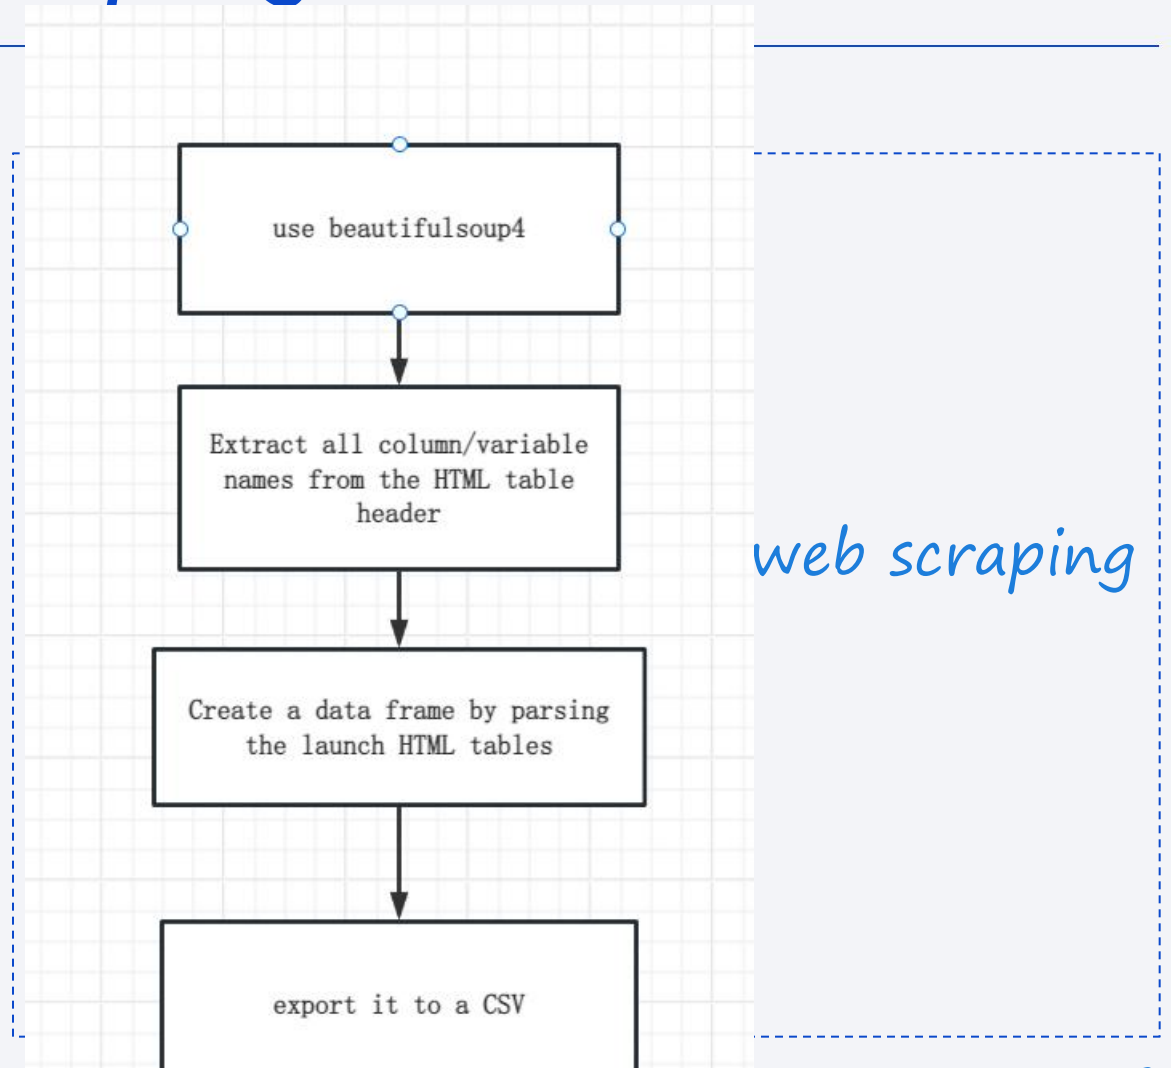 use beautifulsoup4
Extract all column/variable
names from the HTML table
header
web scraping
Create a data frame by parsing
the launch HTML tables
export it to a CSV